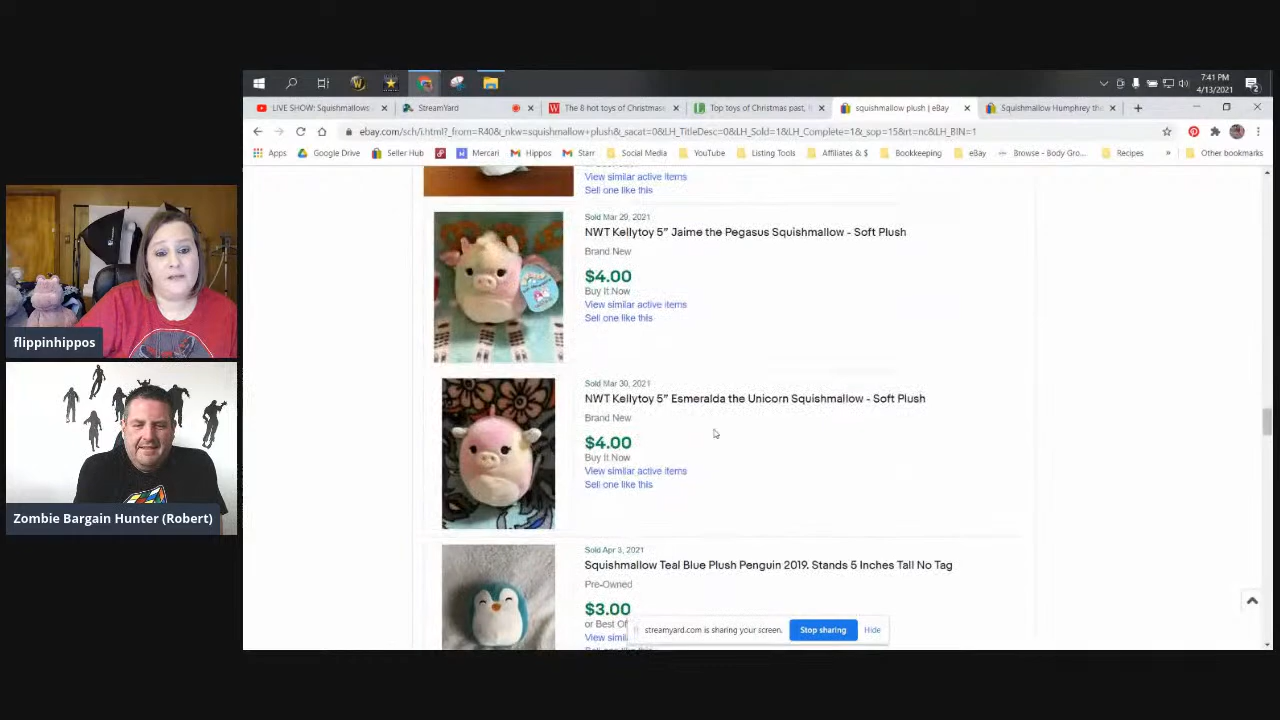 7:41 PM
4/13/2021
LIVE SHOW: Squishmallows
StreamYard
The 8 hot toys of Christmas
Top toys of Christmas past,
squishmallow plush | eBay
Squishmallow Humphrey the
ebay.com/sch/i.html?_from=R40&_nkw=squishmallow+plush&_sacat=0&LH_TitleDesc=0&LH_Sold=1&LH_Complete=1&_sop=15&rt=nc&LH_BIN=1
Apps
Google Drive
Seller Hub
Mercari
Hippos
Starr
Social Media
YouTube
Listing Tools
Affiliates & $
Bookkeeping
eBay
Browse - Body Gro...
Recipes
»
Other bookmarks
View similar active items
Sell one like this
Sold Mar 29, 2021
NWT Kellytoy 5” Jaime the Pegasus Squishmallow - Soft Plush
Brand New
$4.00
Buy It Now
View similar active items
Sell one like this
Sold Mar 30, 2021
NWT Kellytoy 5” Esmeralda the Unicorn Squishmallow - Soft Plush
Brand New
$4.00
Buy It Now
View similar active items
Sell one like this
Sold Apr 3, 2021
Squishmallow Teal Blue Plush Penguin 2019. Stands 5 Inches Tall No Tag
Pre-Owned
$3.00
or Best Of
View simi
streamyard.com is sharing your screen.
Stop sharing
Hide
flippinhippos
Zombie Bargain Hunter (Robert)